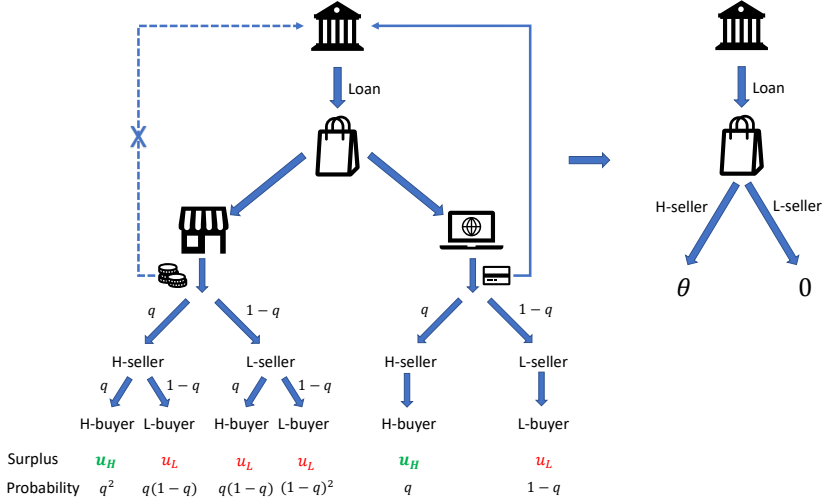 Loan
Loan
H-seller L-seller
θ 0
q 1 − q q 1 − q
H-seller L-seller H-seller L-seller
q 1 − q q 1 − q
H-buyer L-buyer H-buyer L-buyer H-buyer L-buyer
Surplus u_H u_L u_L u_L u_H u_L
Probability q² q(1 − q) q(1 − q) (1 − q)² q 1 − q